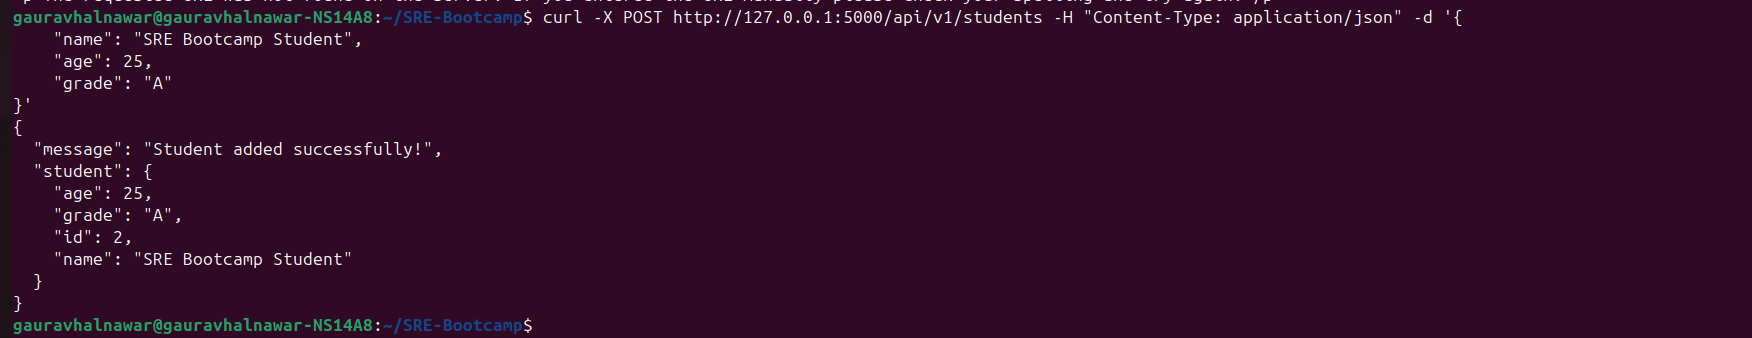 gauravhalnawar@gauravhalnawar-NS14A8:~/SRE-Bootcamp$ curl -X POST http://127.0.0.1:5000/api/v1/students -H "Content-Type: application/json" -d '{
    "name": "SRE Bootcamp Student",
    "age": 25,
    "grade": "A"
}'
{
  "message": "Student added successfully!",
  "student": {
    "age": 25,
    "grade": "A",
    "id": 2,
    "name": "SRE Bootcamp Student"
  }
}
gauravhalnawar@gauravhalnawar-NS14A8:~/SRE-Bootcamp$